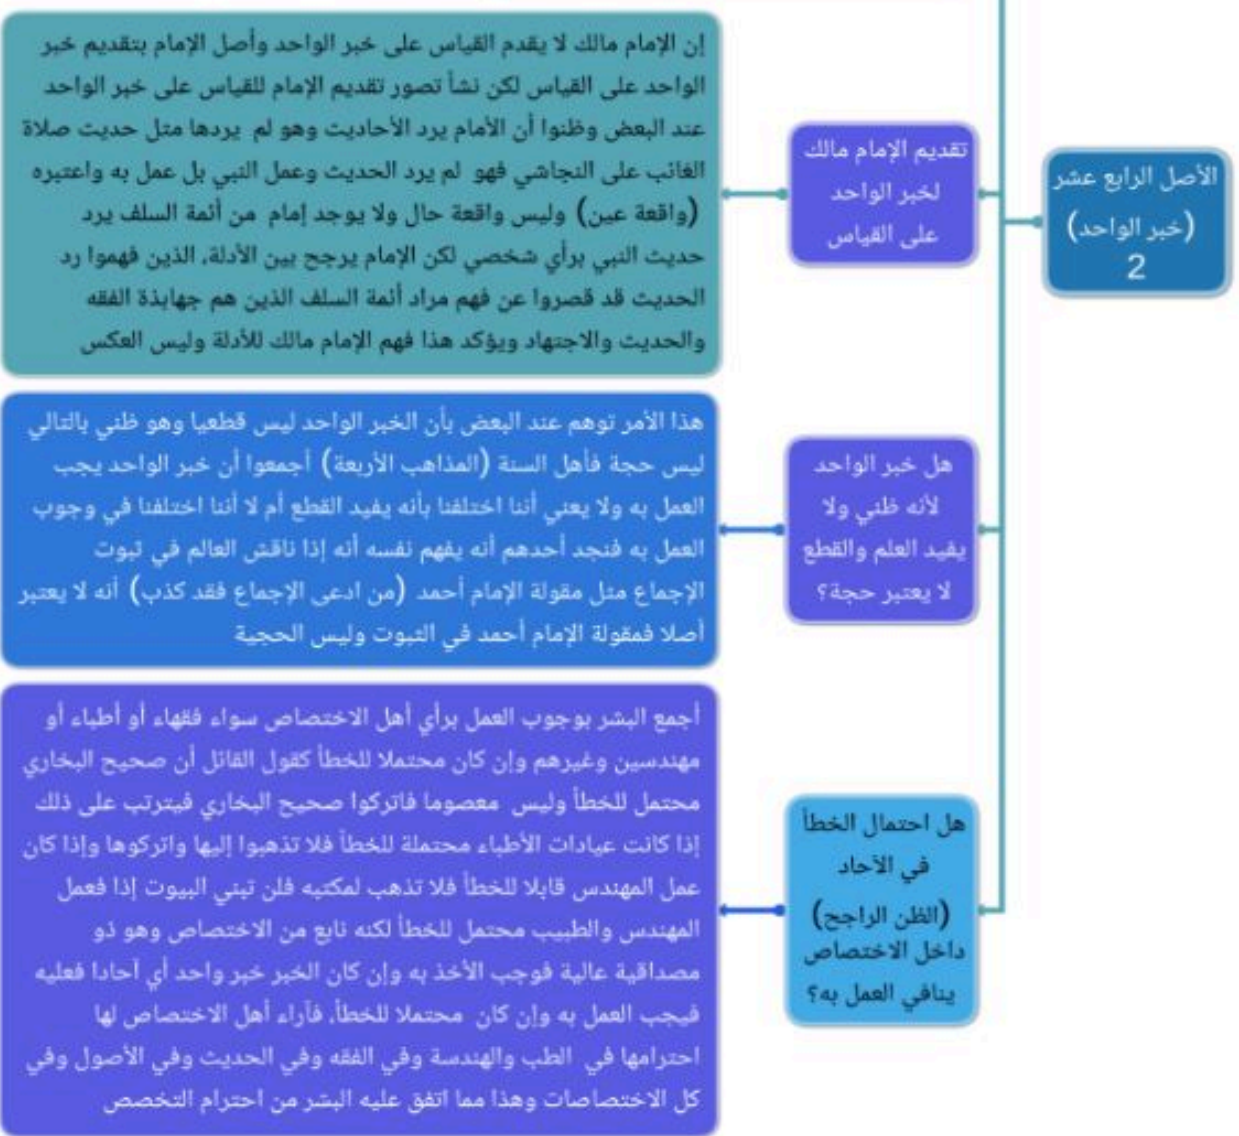 الأصل الرابع عشر
(خبر الواحد)
2
تقديم الإمام مالك
لخبر الواحد
على القياس
إن الإمام مالك لا يقدم القياس على خبر الواحد وأصل الإمام بتقديم خبر
الواحد على القياس لكن نشأ تصور تقديم الإمام للقياس على خبر الواحد
عند البعض وظنوا أن الأمام يرد الأحاديث وهو لم يردها مثل حديث صلاة
الغائب على النجاشي فهو لم يرد الحديث وعمل النبي بل عمل به واعتبره
(واقعة عين) وليس واقعة حال ولا يوجد إمام من أئمة السلف يرد
حديث النبي برأي شخصي لكن الإمام يرجح بين الأدلة، الذين فهموا رد
الحديث قد قصروا عن فهم مراد أئمة السلف الذين هم جهابذة الفقه
والحديث والاجتهاد ويؤكد هذا فهم الإمام مالك للأدلة وليس العكس
هل خبر الواحد
لأنه ظني ولا
يفيد العلم والقطع
لا يعتبر حجة؟
هذا الأمر توهم عند البعض بأن الخبر الواحد ليس قطعيا وهو ظني بالتالي
ليس حجة فأهل السنة (المذاهب الأربعة) أجمعوا أن خبر الواحد يجب
العمل به ولا يعني أننا اختلفنا بأنه يفيد القطع أم لا أننا اختلفنا في وجوب
العمل به فنجد أحدهم أنه يفهم نفسه أنه إذا ناقش العالم في ثبوت
الإجماع مثل مقولة الإمام أحمد (من ادعى الإجماع فقد كذب) أنه لا يعتبر
أصلا فمقولة الإمام أحمد في الثبوت وليس الحجية
هل احتمال الخطأ
في الآحاد
(الظن الراجح)
داخل الاختصاص
ينافي العمل به؟
أجمع البشر بوجوب العمل برأي أهل الاختصاص سواء فقهاء أو أطباء أو
مهندسين وغيرهم وإن كان محتملا للخطأ كقول القائل أن صحيح البخاري
محتمل للخطأ وليس معصوما فاتركوا صحيح البخاري فيترتب على ذلك
إذا كانت عيادات الأطباء محتملة للخطأ فلا تذهبوا إليها واتركوها وإذا كان
عمل المهندس قابلا للخطأ فلا تذهب لمكتبه فلن تبني البيوت إذا فعمل
المهندس والطبيب محتمل للخطأ لكنه نابع من الاختصاص وهو ذو
مصداقية عالية فوجب الأخذ به وإن كان الخبر خبر واحد أي آحادا فعليه
فيجب العمل به وإن كان محتملا للخطأ، فآراء أهل الاختصاص لها
احترامها في الطب والهندسة وفي الفقه وفي الحديث وفي الأصول وفي
كل الاختصاصات وهذا مما اتفق عليه البشر من احترام التخصص